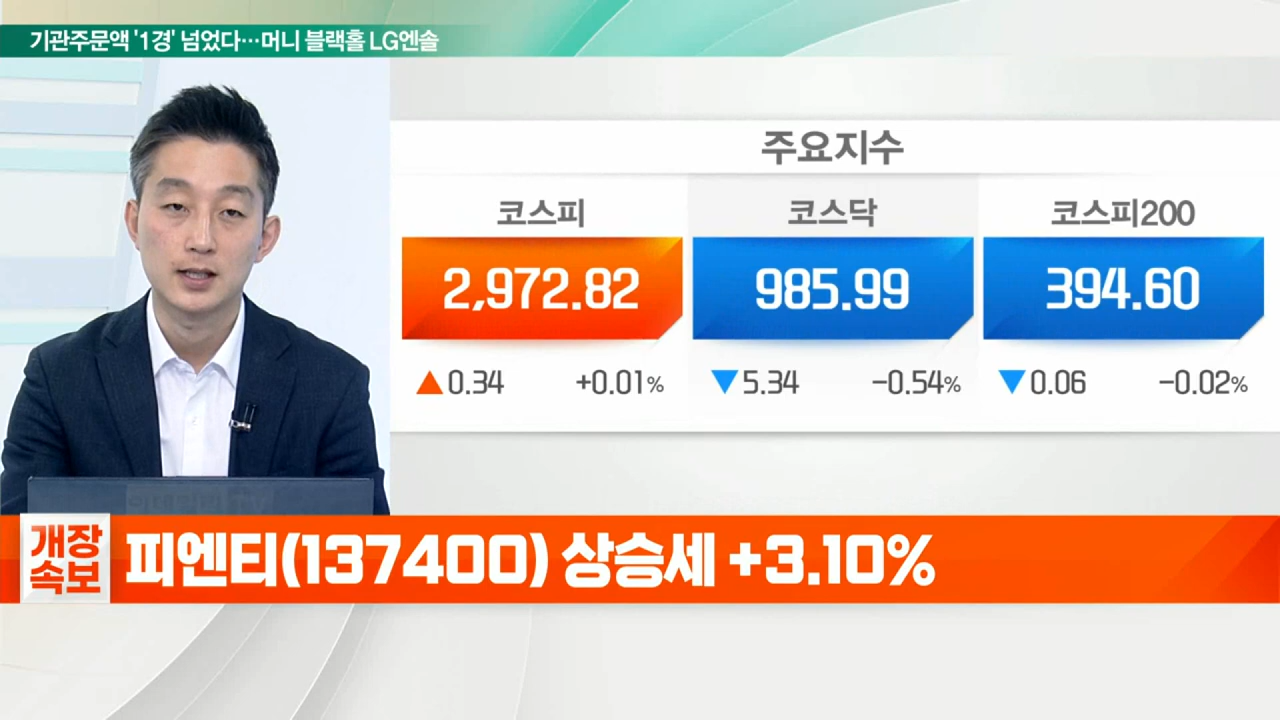 기관주문액 '1경' 넘었다…머니 블랙홀 LG엔솔
주요지수
코스피 코스닥 코스피200
2,972.82 985.99 394.60
▲0.34 +0.01% ▼5.34 -0.54% ▼0.06 -0.02%
개장
속보
피엔티(137400) 상승세 +3.10%